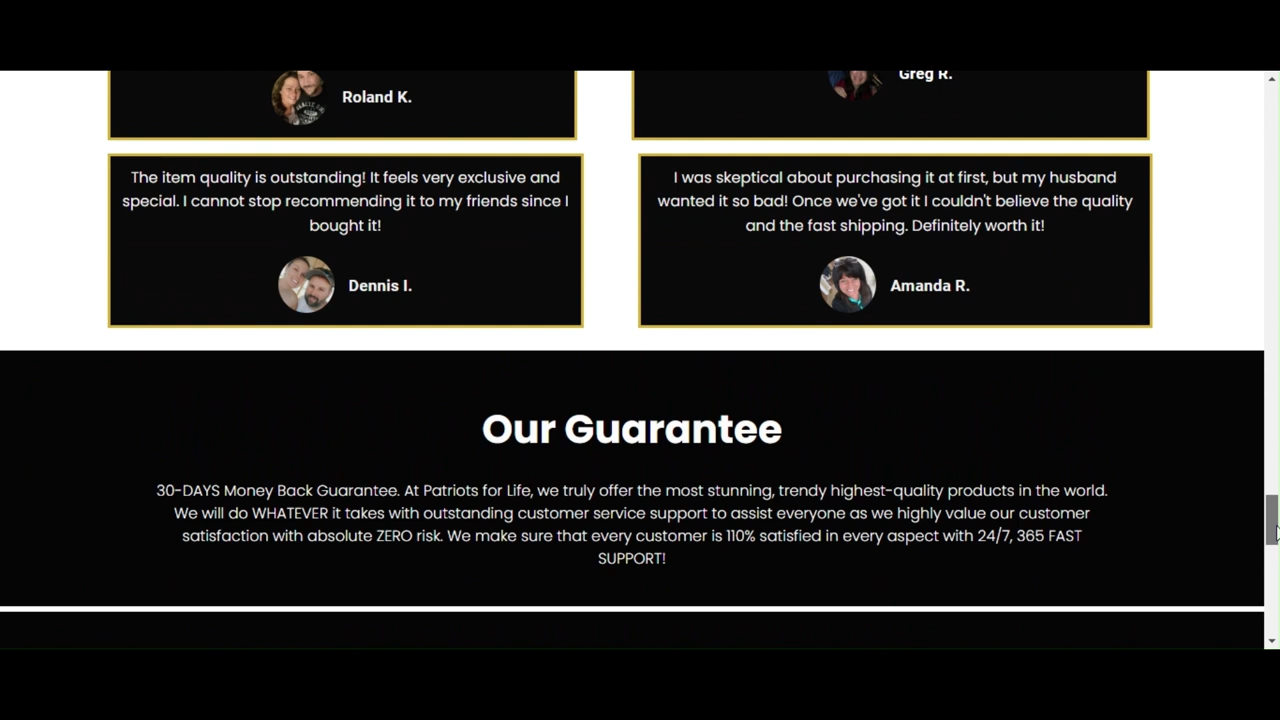 Roland K.
Greg R.
The item quality is outstanding! It feels very exclusive and
special. I cannot stop recommending it to my friends since I
bought it!
Dennis I.
I was skeptical about purchasing it at first, but my husband
wanted it so bad! Once we've got it I couldn't believe the quality
and the fast shipping. Definitely worth it!
Amanda R.
Our Guarantee
30-DAYS Money Back Guarantee. At Patriots for Life, we truly offer the most stunning, trendy highest-quality products in the world.
We will do WHATEVER it takes with outstanding customer service support to assist everyone as we highly value our customer
satisfaction with absolute ZERO risk. We make sure that every customer is 110% satisfied in every aspect with 24/7, 365 FAST
SUPPORT!